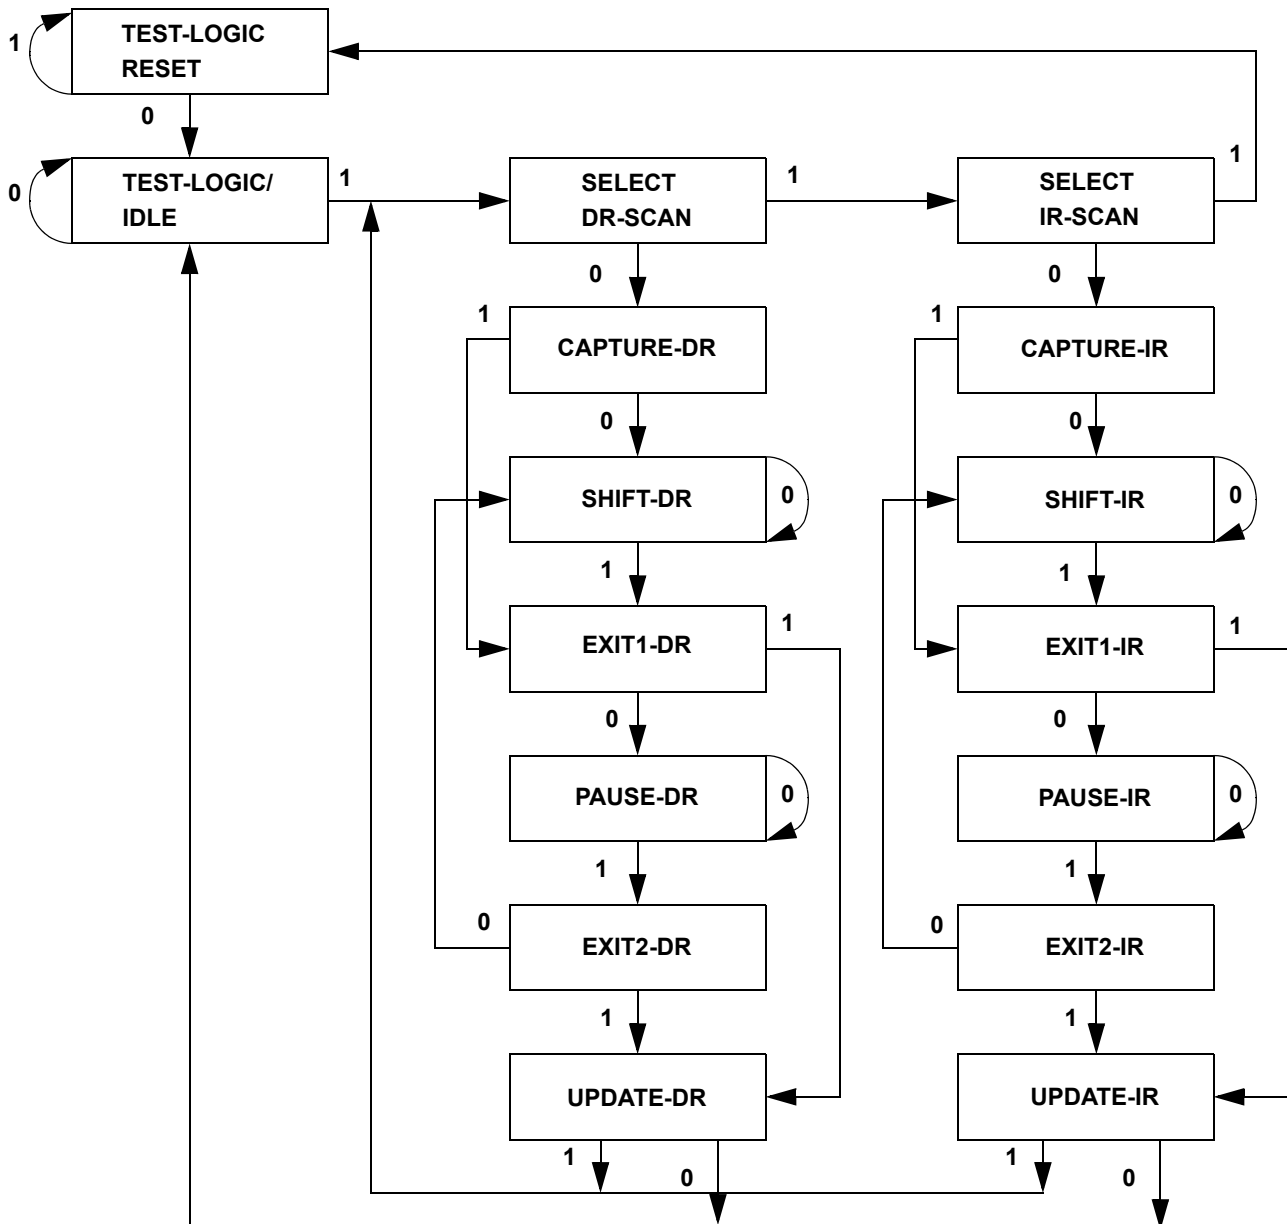 1
TEST-LOGIC
RESET
0
0
TEST-LOGIC/
IDLE
1
SELECT
DR-SCAN
1
SELECT
IR-SCAN
1
0
0
1
CAPTURE-DR
1
CAPTURE-IR
0
0
SHIFT-DR
0
SHIFT-IR
0
1
1
EXIT1-DR
1
EXIT1-IR
1
0
0
PAUSE-DR
0
PAUSE-IR
0
1
1
0
EXIT2-DR
0
EXIT2-IR
1
1
UPDATE-DR
UPDATE-IR
1
0
1
0